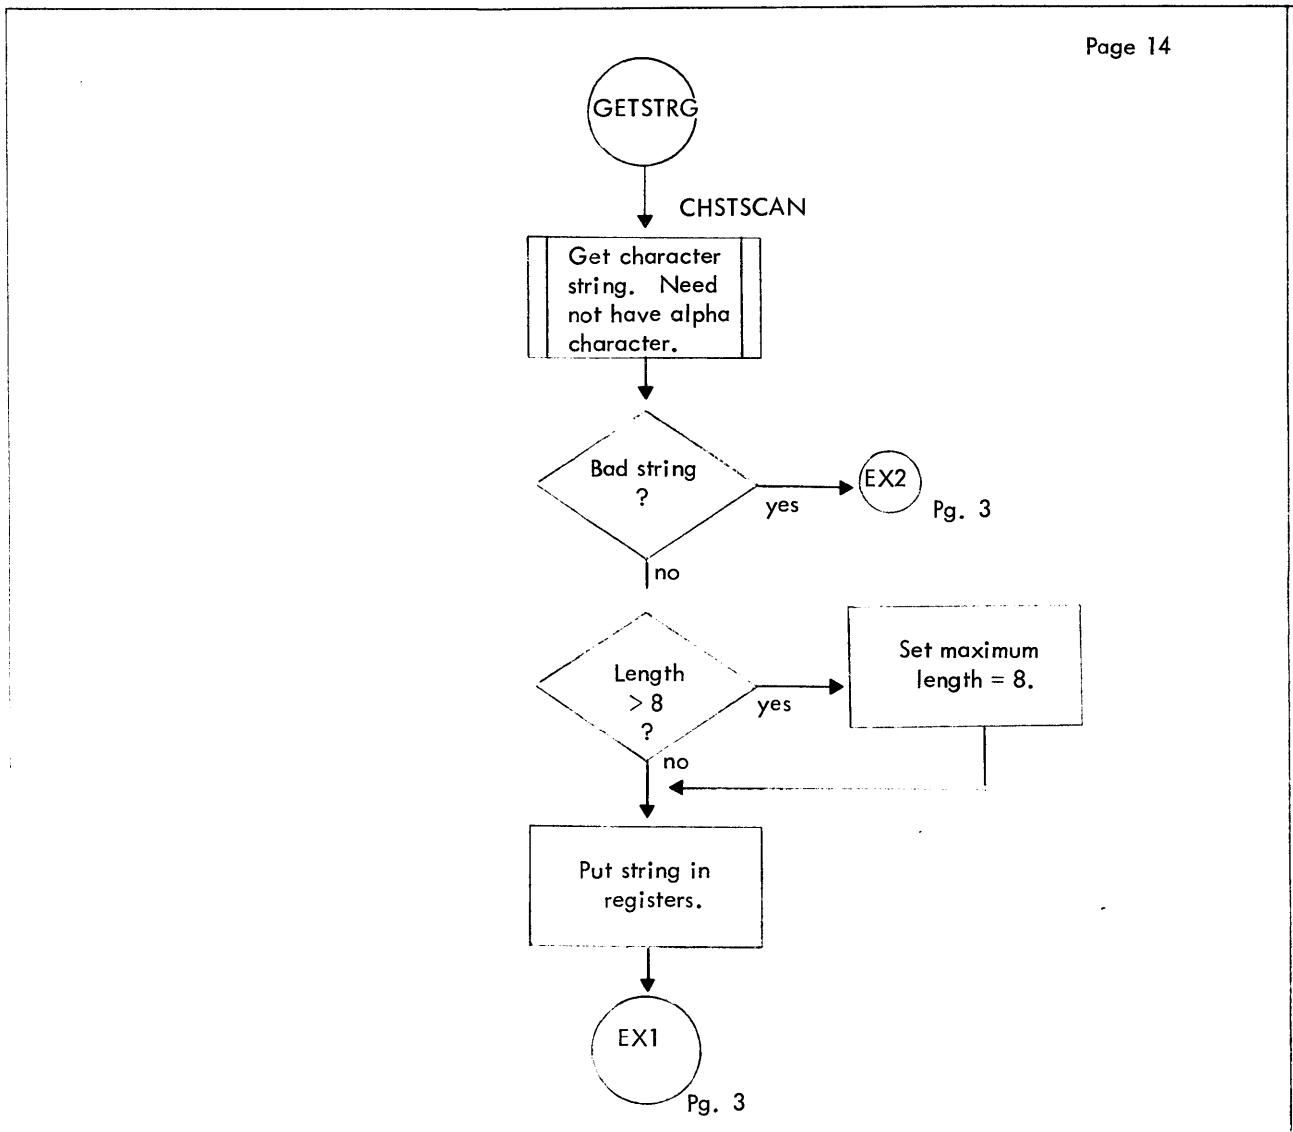 Page 14
GETSTRG
CHSTSCAN
Get character
string. Need
not have alpha
character.
Bad string
?
yes
EX2
Pg. 3
no
Length
> 8
?
yes
Set maximum
length = 8.
no
Put string in
registers.
EX1
Pg. 3